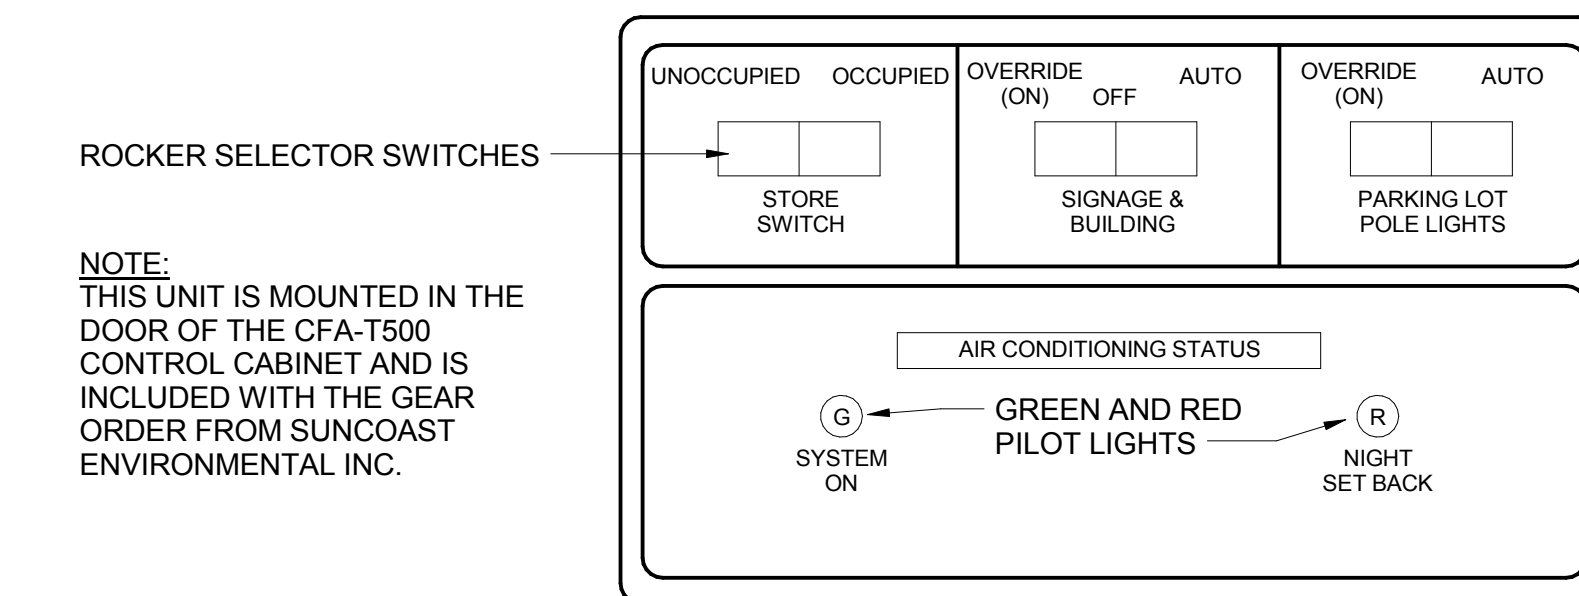 UNOCCUPIED OCCUPIED
OVERRIDE
(ON) OFF AUTO
OVERRIDE
(ON) AUTO
ROCKER SELECTOR SWITCHES
STORE
SWITCH
SIGNAGE &
BUILDING
PARKING LOT
POLE LIGHTS
NOTE:
THIS UNIT IS MOUNTED IN THE
DOOR OF THE CFA-T500
CONTROL CABINET AND IS
INCLUDED WITH THE GEAR
ORDER FROM SUNCOAST
ENVIRONMENTAL INC.
AIR CONDITIONING STATUS
G
SYSTEM
ON
GREEN AND RED
PILOT LIGHTS
R
NIGHT
SET BACK